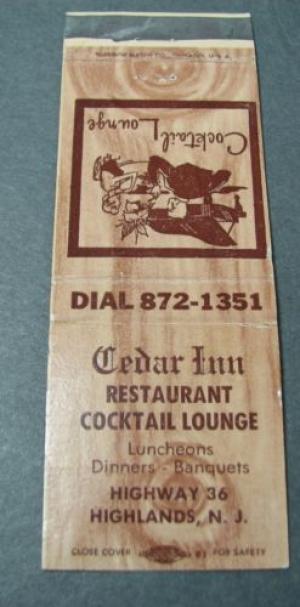 Cocktail
Lounge
DIAL 872-1351
Cedar Inn
RESTAURANT
COCKTAIL LOUNGE
Luncheons
Dinners - Banquets
HIGHWAY 36
HIGHLANDS, N. J.
CLOSE COVER FOR SAFETY